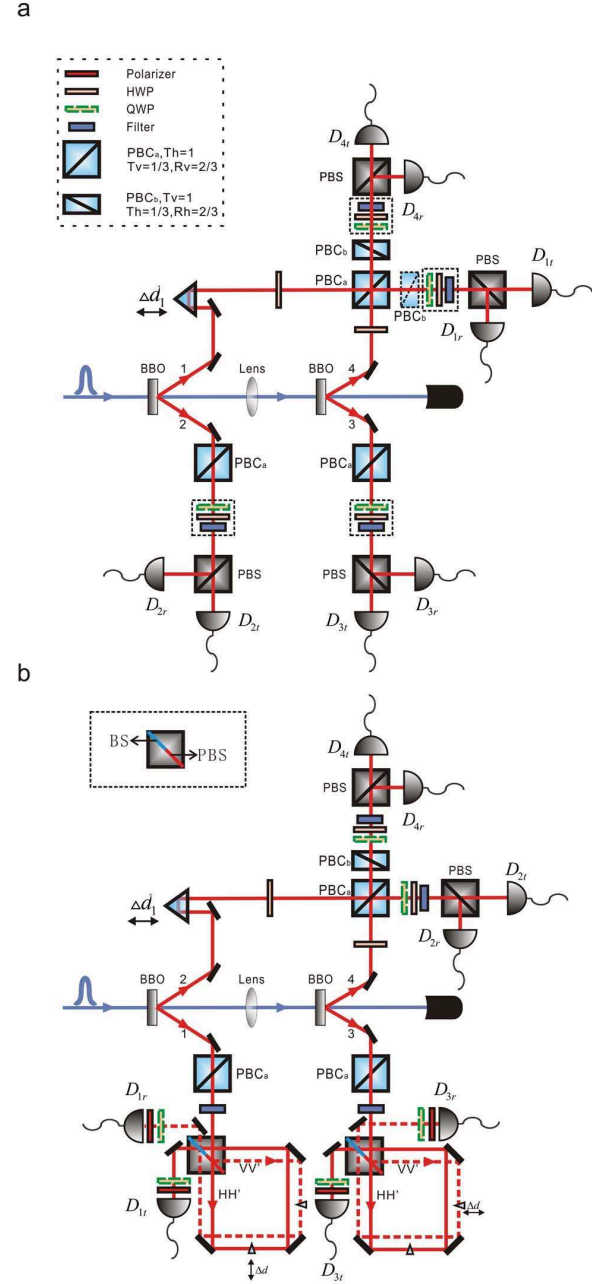 a
Polarizer
HWP
QWP
Filter
PBCa,Th=1
Tv=1/3,Rv=2/3
PBCb,Tv=1
Th=1/3,Rh=2/3
D4t
PBS
D4r
PBCb
PBCa
PBS
D1t
PBCb
D1r
Δd1
BBO
1
2
Lens
BBO
4
3
PBCa
PBCa
PBS
D2r
D2t
PBS
D3r
D3t
b
BS
PBS
D4t
PBS
D4r
PBCb
PBCa
PBS
D2t
D2r
Δd1
BBO
2
1
Lens
BBO
4
3
PBCa
PBCa
D1r
D3r
VV'
VV'
HH'
HH'
D1t
D3t
Δd
Δd